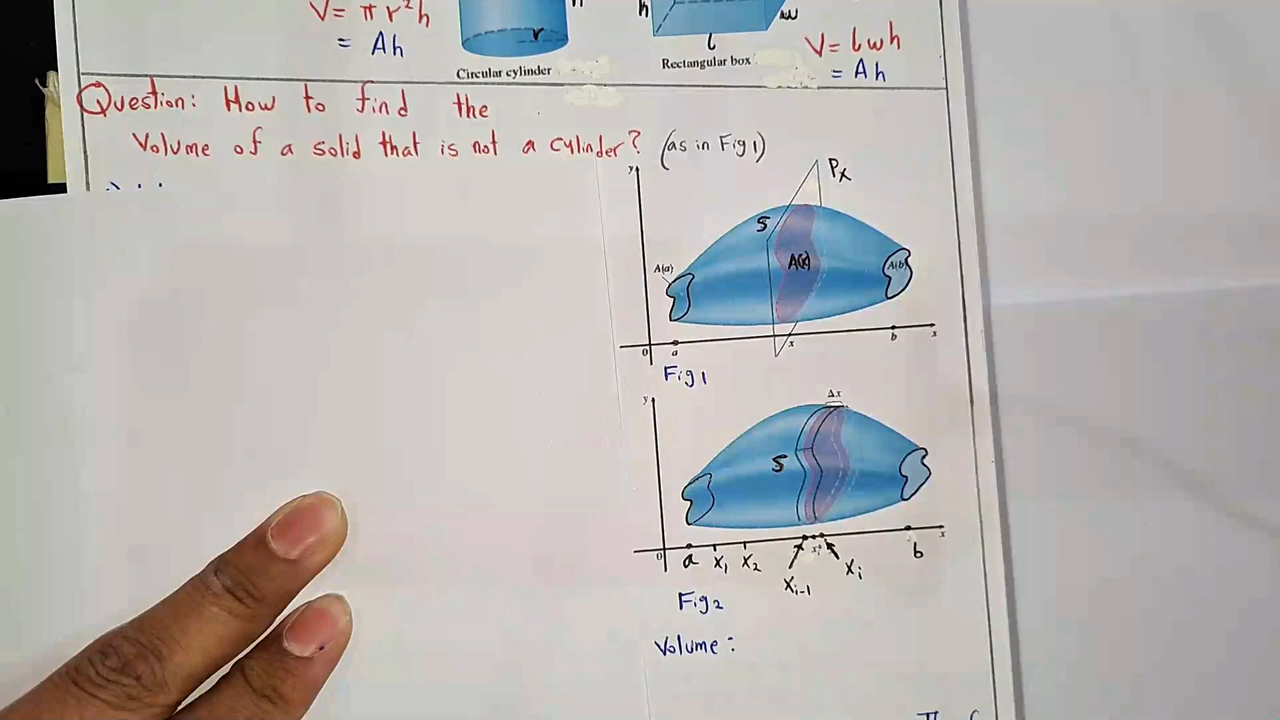 V = π r²h
= Ah
r
h
Circular cylinder
h
w
l
Rectangular box
V = lwh
= Ah
Question: How to find the
Volume of a solid that is not a cylinder? (as in Fig 1)
y
Px
S
A(a)
A(x)
A(b)
0
a
x
b
x
Fig 1
y
Δx
S
0
a x₁ x₂
xᵢ₋₁
xᵢ
b
x
Fig 2
Volume :